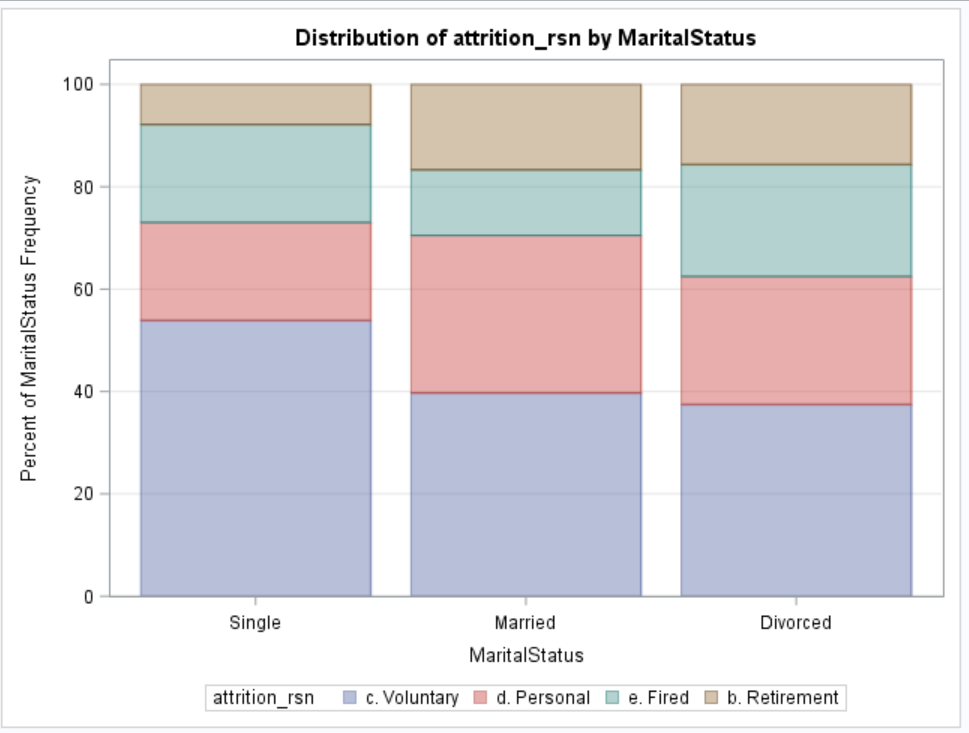 Distribution of attrition_rsn by MaritalStatus
Percent of MaritalStatus Frequency
100
80
60
40
20
0
Single Married Divorced
MaritalStatus
attrition_rsn c. Voluntary d. Personal e. Fired b. Retirement